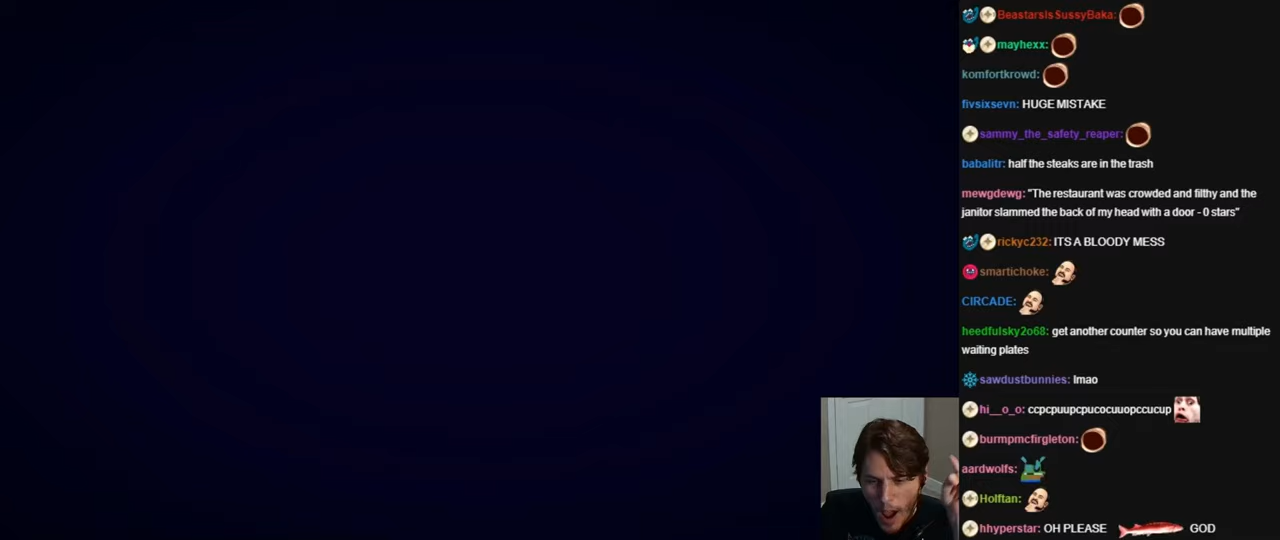 BeastarsIsSussyBaka:
mayhexx:
komfortkrowd:
fivsixsevn: HUGE MISTAKE
sammy_the_safety_reaper:
babalitr: half the steaks are in the trash
mewgdewg: "The restaurant was crowded and filthy and the
janitor slammed the back of my head with a door - 0 stars"
rickyc232: ITS A BLOODY MESS
smartichoke:
CIRCADE:
heedfulsky2o68: get another counter so you can have multiple
waiting plates
sawdustbunnies: lmao
hi__o_o: ccpcpuupcpucocuuopccucup
burmpmcfirgleton:
aardwolfs:
Holftan:
hhyperstar: OH PLEASE GOD